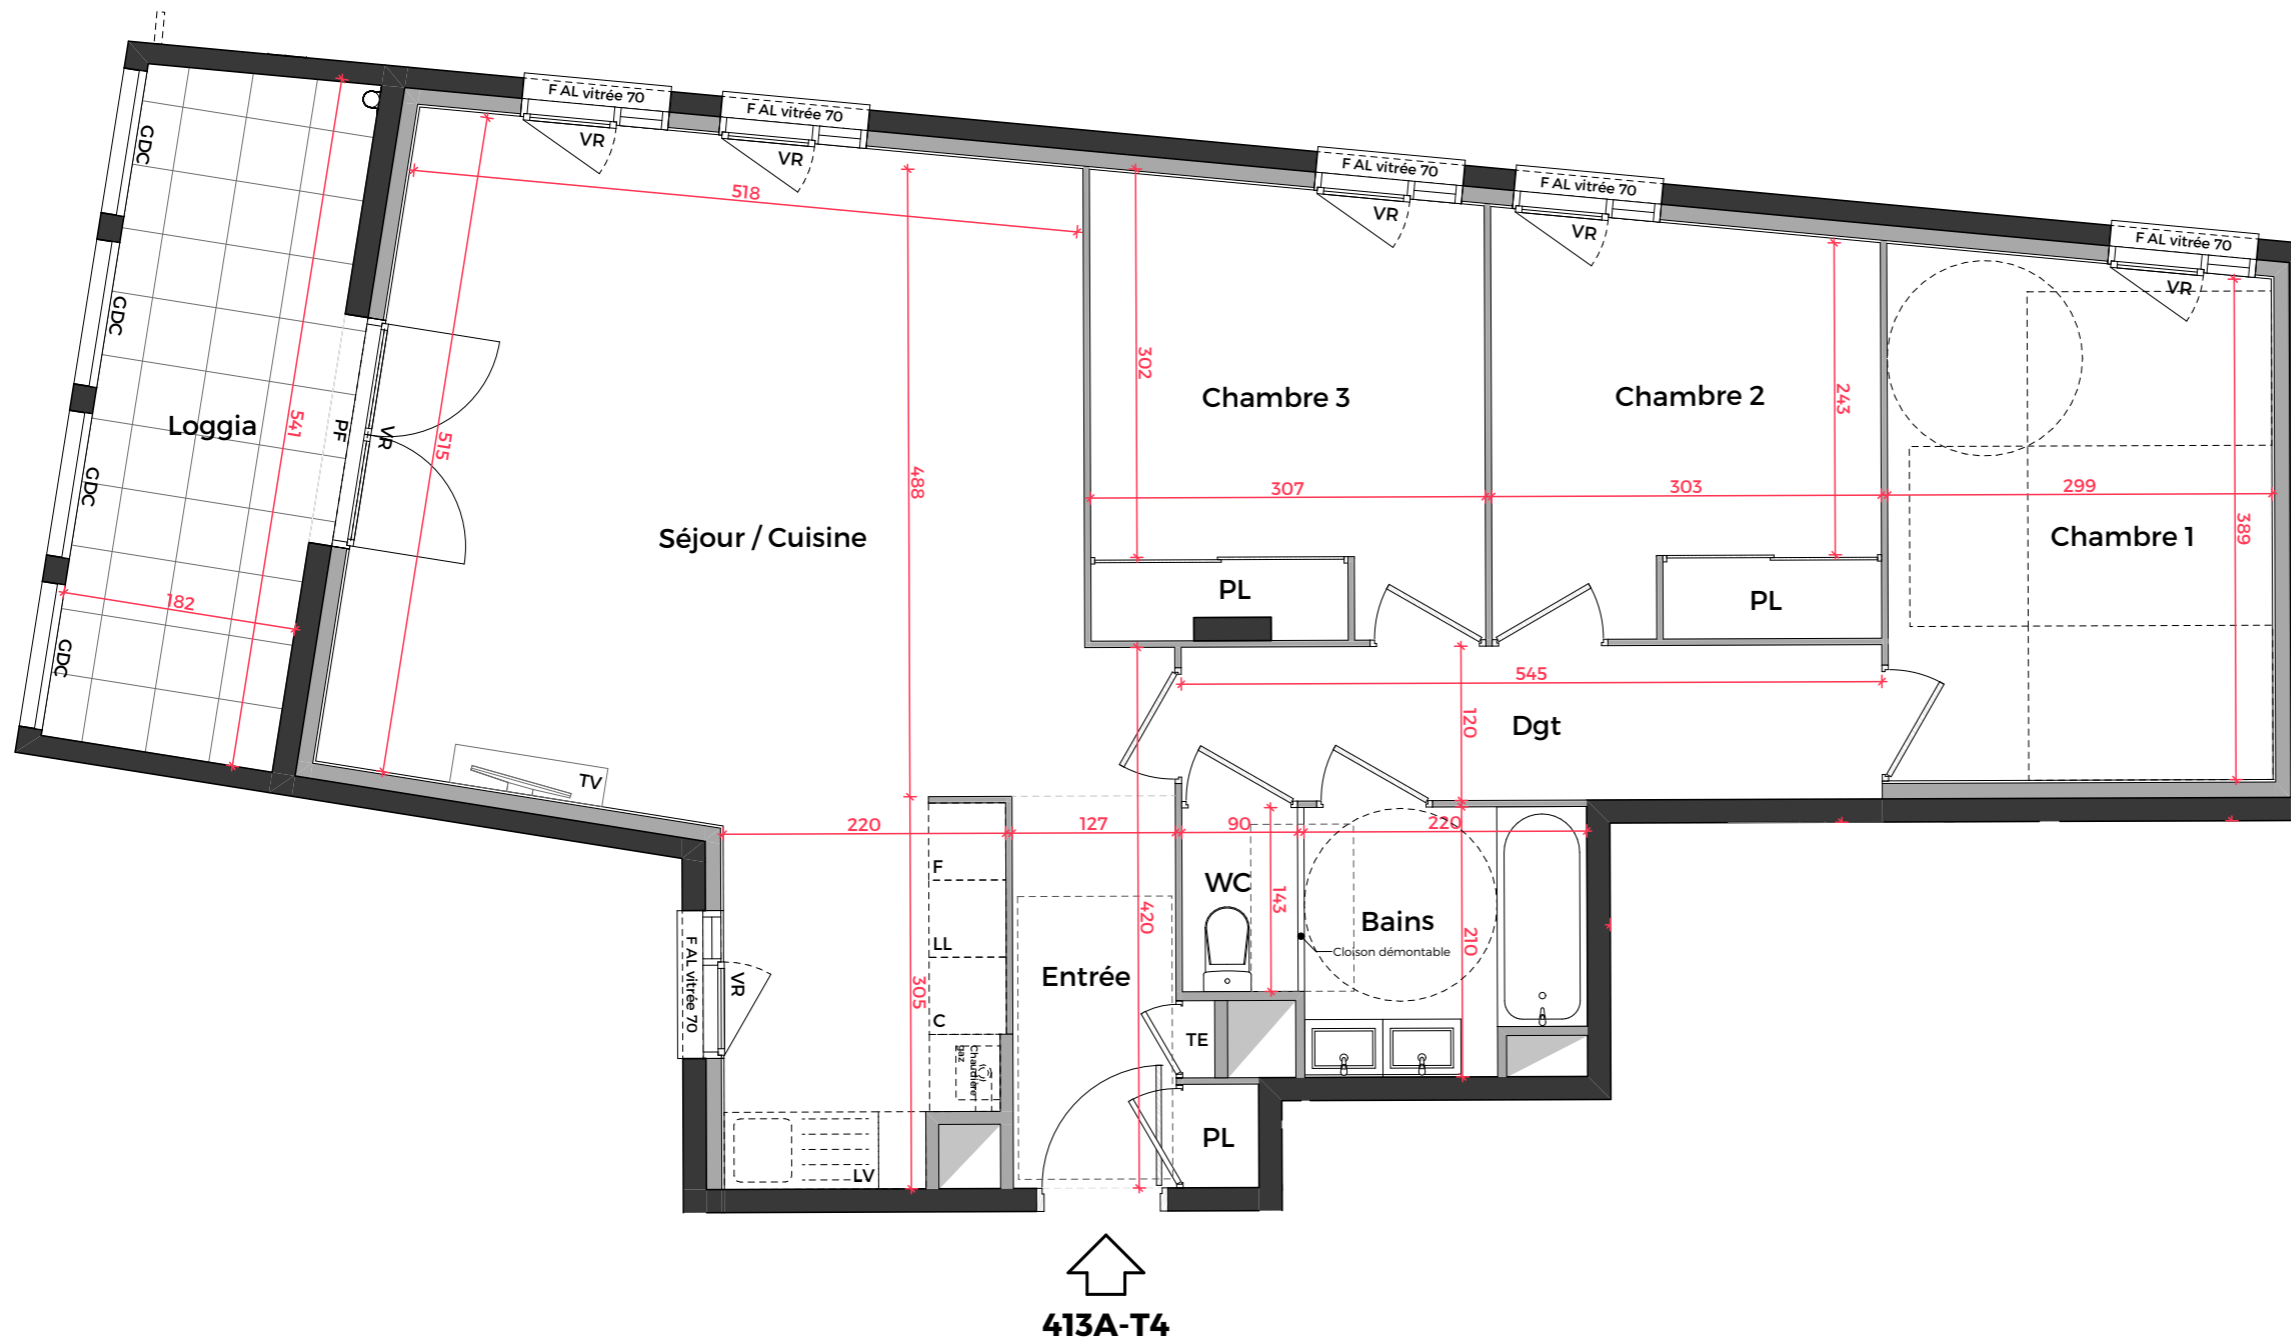 F AL vitrée 70
VR
F AL vitrée 70
VR
F AL vitrée 70
VR
F AL vitrée 70
VR
F AL vitrée 70
VR
GDC
GDC
GDC
GDC
518
302
243
Chambre 3
Chambre 2
Loggia
541
PF
VR
515
488
307
303
299
389
Séjour / Cuisine
Chambre 1
182
PL
PL
545
120
Dgt
TV
220
127
90
220
F
WC
143
420
Bains
210
Cloison démontable
LL
F AL vitrée 70
VR
305
Entrée
C
TE
Chaudière
gaz
PL
LV
413A-T4